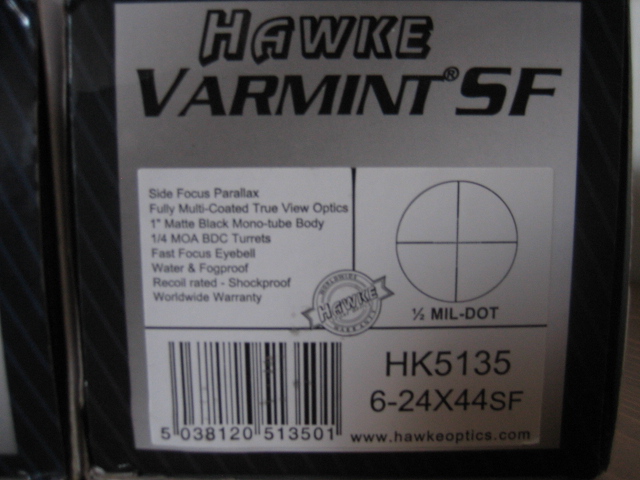 HAWKE
VARMINT® SF
Side Focus Parallax
Fully Multi-Coated True View Optics
1" Matte Black Mono-tube Body
1/4 MOA BDC Turrets
Fast Focus Eyebell
Water & Fogproof
Recoil rated - Shockproof
Worldwide Warranty
WORLDWIDE
HAWKE
WARRANTY
½ MIL-DOT
HK5135
6-24X44SF
5 038120 513501
www.hawkeoptics.com